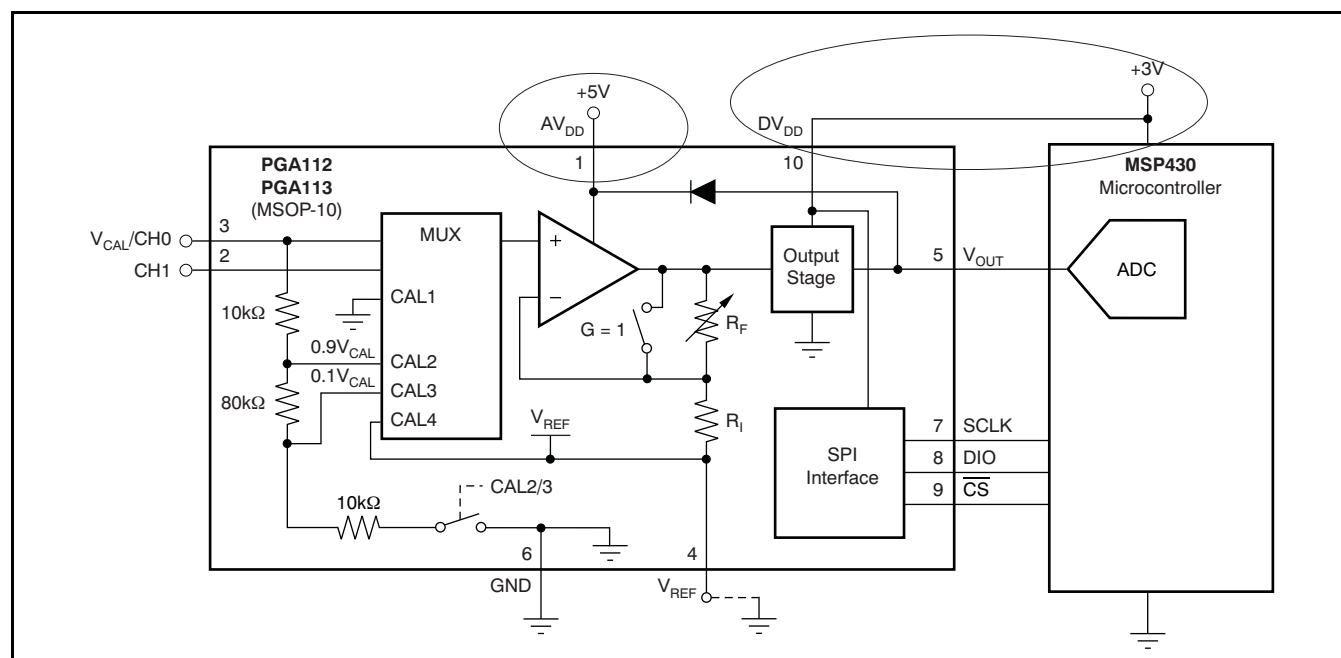 +5V
+3V
AV_DD
DV_DD
1
10
PGA112
PGA113
(MSOP-10)
MSP430
Microcontroller
3
V_CAL/CH0
2
CH1
MUX
CAL1
CAL2
CAL3
CAL4
10kΩ
0.9V_CAL
0.1V_CAL
80kΩ
+
−
G = 1
R_F
Output
Stage
5
V_OUT
ADC
V_REF
R_I
SPI
Interface
7
SCLK
8
DIO
9
C̅S̅
10kΩ
CAL2/3
6
4
GND
V_REF